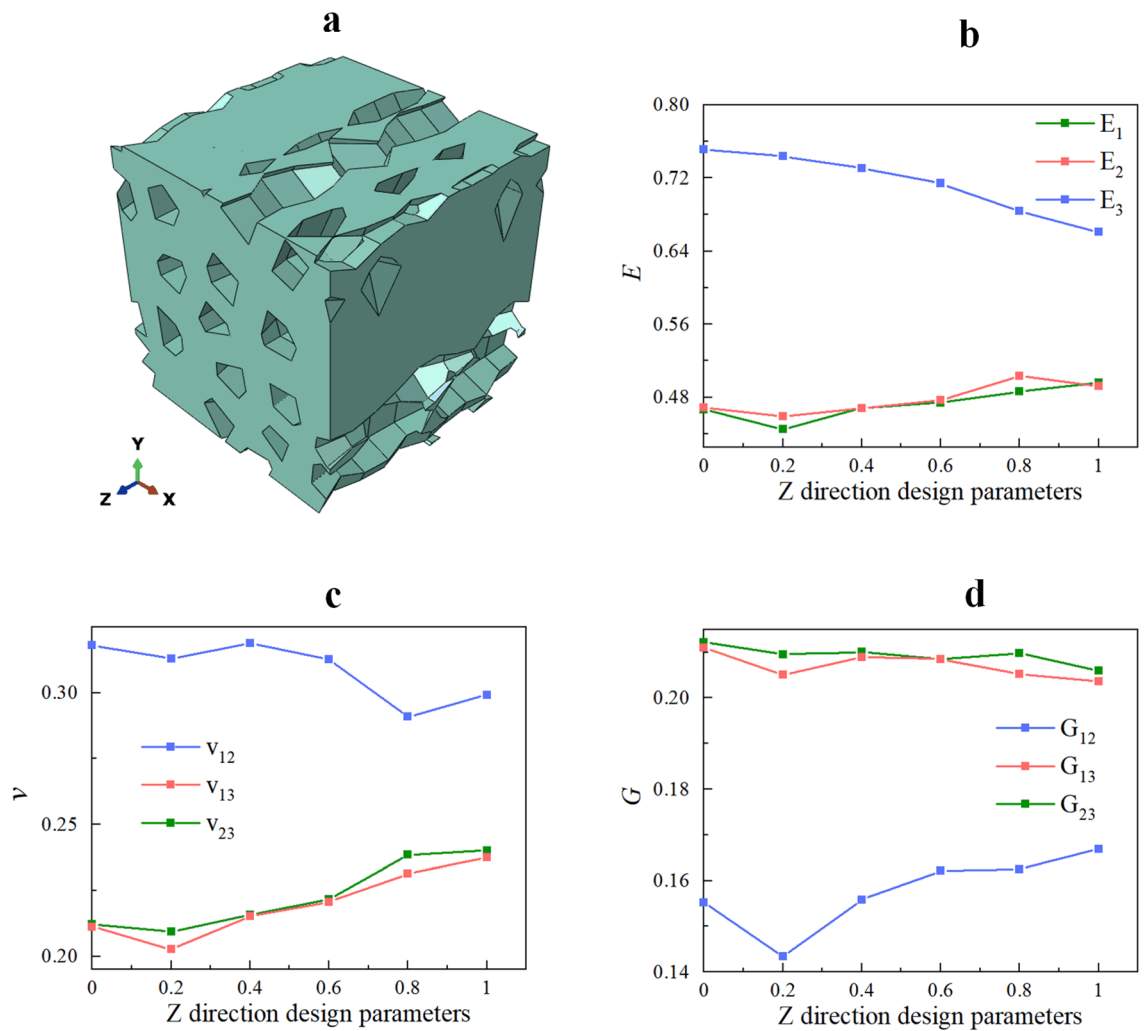 a
Y
Z
X
b
0.80
0.72
0.64
0.56
0.48
E
E1
E2
E3
0
0.2
0.4
0.6
0.8
1
Z direction design parameters
c
0.30
0.25
0.20
v
v12
v13
v23
0
0.2
0.4
0.6
0.8
1
Z direction design parameters
d
0.20
0.18
0.16
0.14
G
G12
G13
G23
0
0.2
0.4
0.6
0.8
1
Z direction design parameters